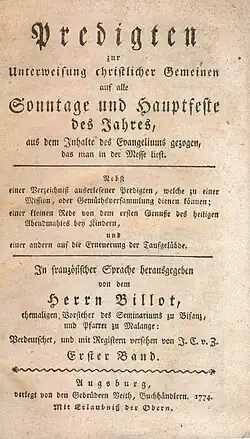 Predigten
zur
Unterweisung christlicher Gemeinen
auf alle
Sonntage und Hauptfeste
des Jahres,
aus dem Inhalte des Evangeliums gezogen,
das man in der Messe liest.
Nebst
einer Verzeichniß auserlesener Predigten, welche zu einer
Mission, oder Gemüthsversammlung dienen können;
einer kleinen Rede von dem ersten Genusse des heiligen
Abendmahles bey Kindern,
und
einer andern auf die Erneuerung der Taufgelübde.
In französischer Sprache herausgegeben
von dem
Herrn Billot,
ehemaligen Vorsteher des Seminariums zu Bisanz,
und Pfarrer zu Malange:
Verdeutschet, und mit Registern versehen von J. C. v. Z.
Erster Band.
Augsburg,
verlegt von den Gebrüdern Veith, Buchhändlern. 1774.
Mit Erlaubniß der Obern.